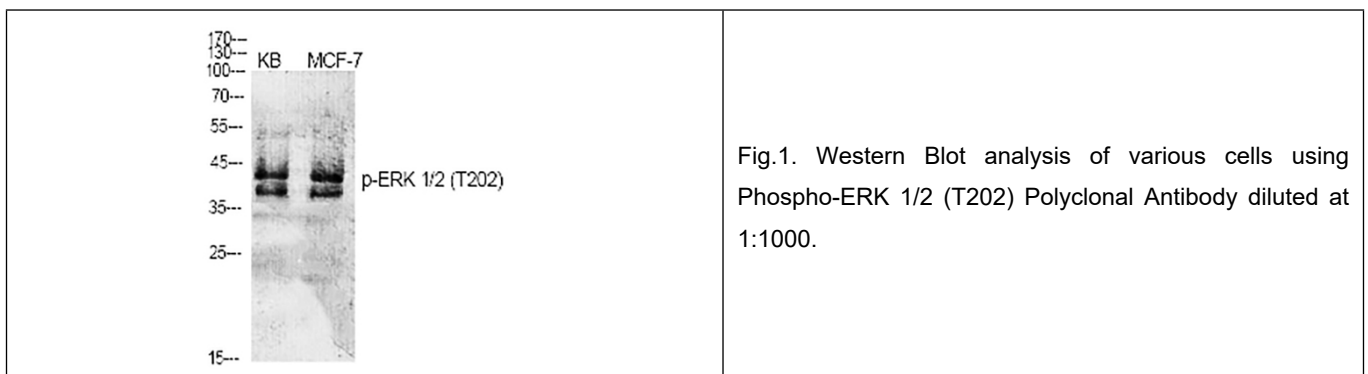 170---
130---
KB MCF-7
100---
70---
55---
45---
p-ERK 1/2 (T202)
35---
25---
15---
Fig.1. Western Blot analysis of various cells using
Phospho-ERK 1/2 (T202) Polyclonal Antibody diluted at
1:1000.